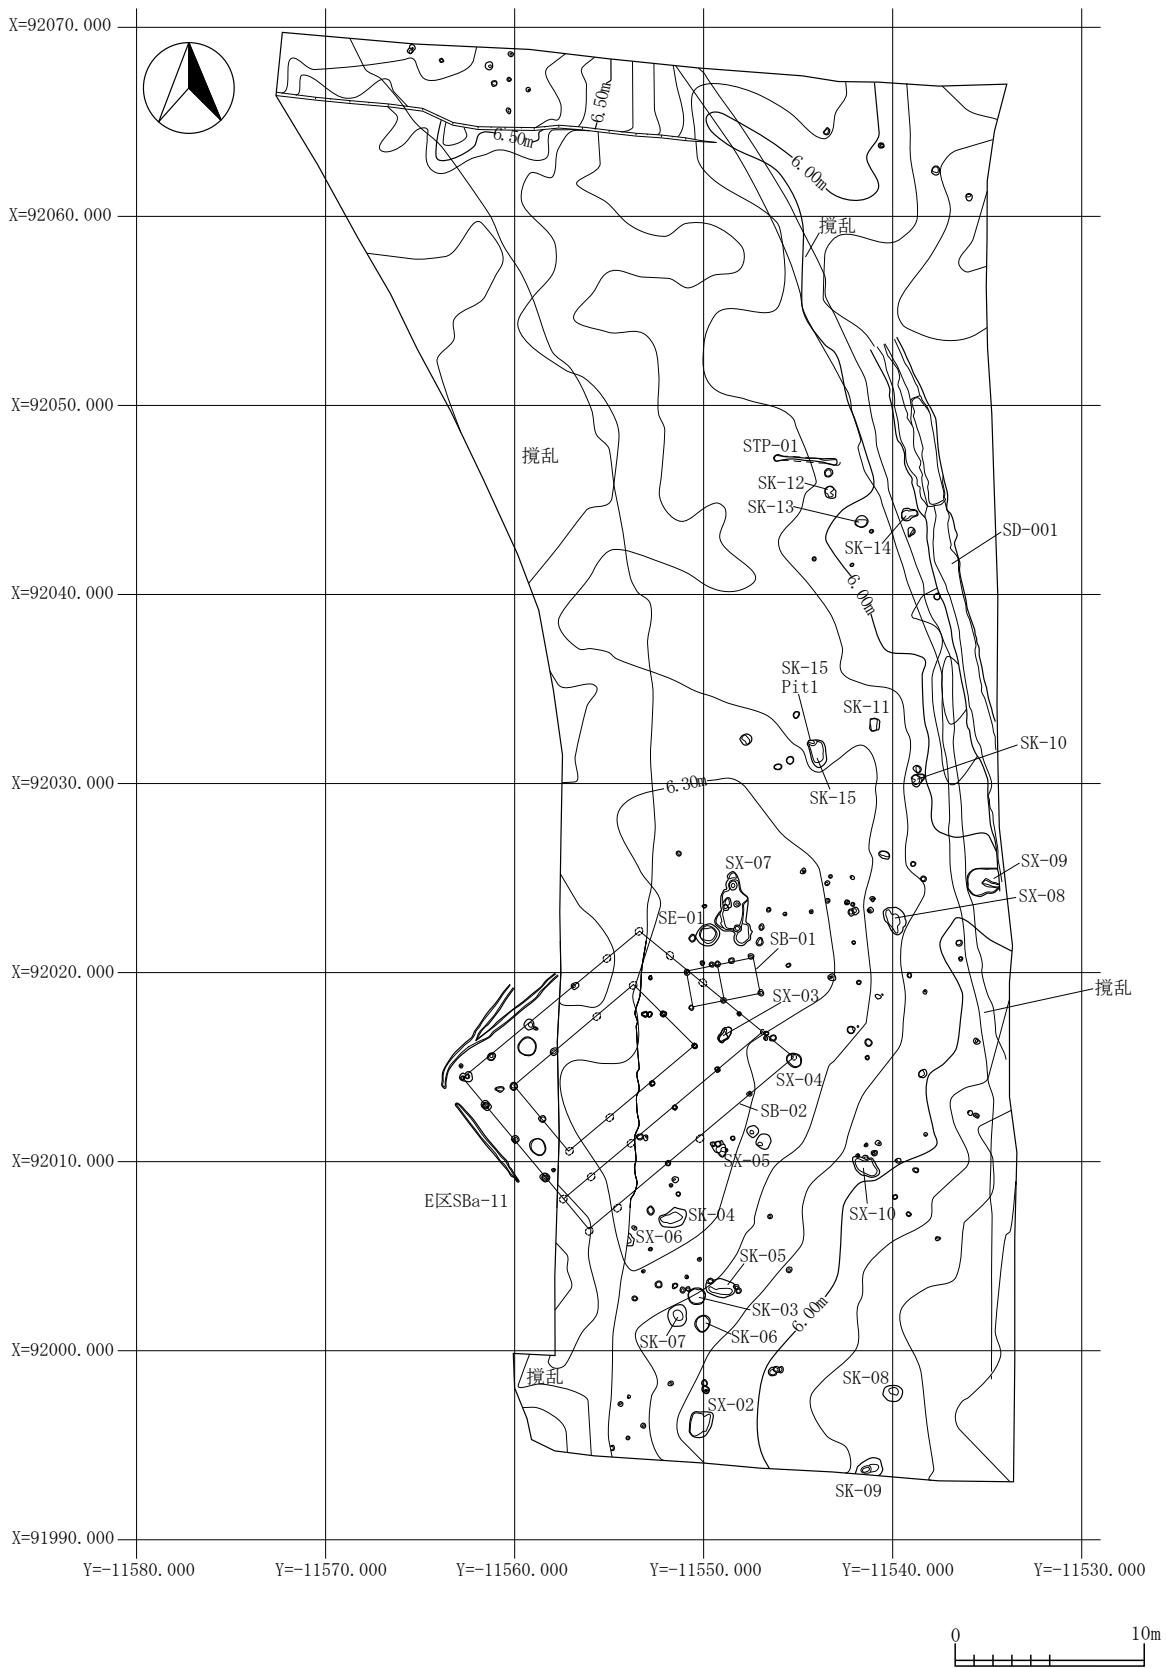 X=92070.000
6.50m
6.50m
6.00m
X=92060.000
撹乱
X=92050.000
STP-01
撹乱
SK-12
SK-13
SK-14
SD-001
X=92040.000
6.00m
SK-15
Pit1
SK-11
SK-10
X=92030.000
6.30m
SK-15
SX-07
SX-09
SX-08
SE-01
SB-01
X=92020.000
撹乱
SX-03
SX-04
SB-02
SX-05
X=92010.000
E区SBa-11
SK-04
SX-10
SX-06
SK-05
SK-03
6.00m
SK-07
SK-06
X=92000.000
撹乱
SK-08
SX-02
SK-09
X=91990.000
Y=-11580.000
Y=-11570.000
Y=-11560.000
Y=-11550.000
Y=-11540.000
Y=-11530.000
0
10m